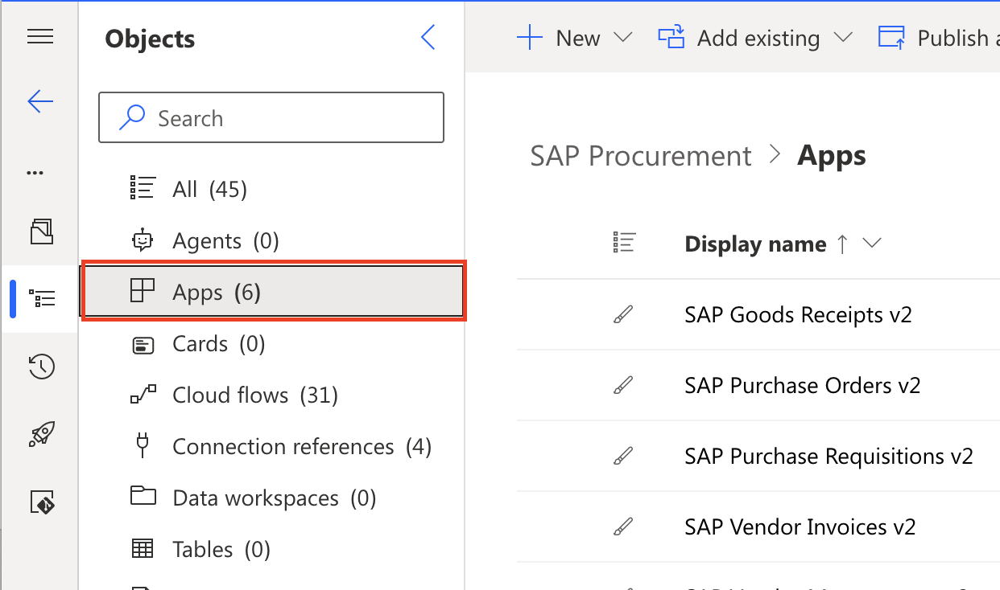 Objects
New
Add existing
Publish
Search
SAP Procurement > Apps
All (45)
Agents (0)
Apps (6)
Cards (0)
Cloud flows (31)
Connection references (4)
Data workspaces (0)
Tables (0)
Display name ↑
SAP Goods Receipts v2
SAP Purchase Orders v2
SAP Purchase Requisitions v2
SAP Vendor Invoices v2